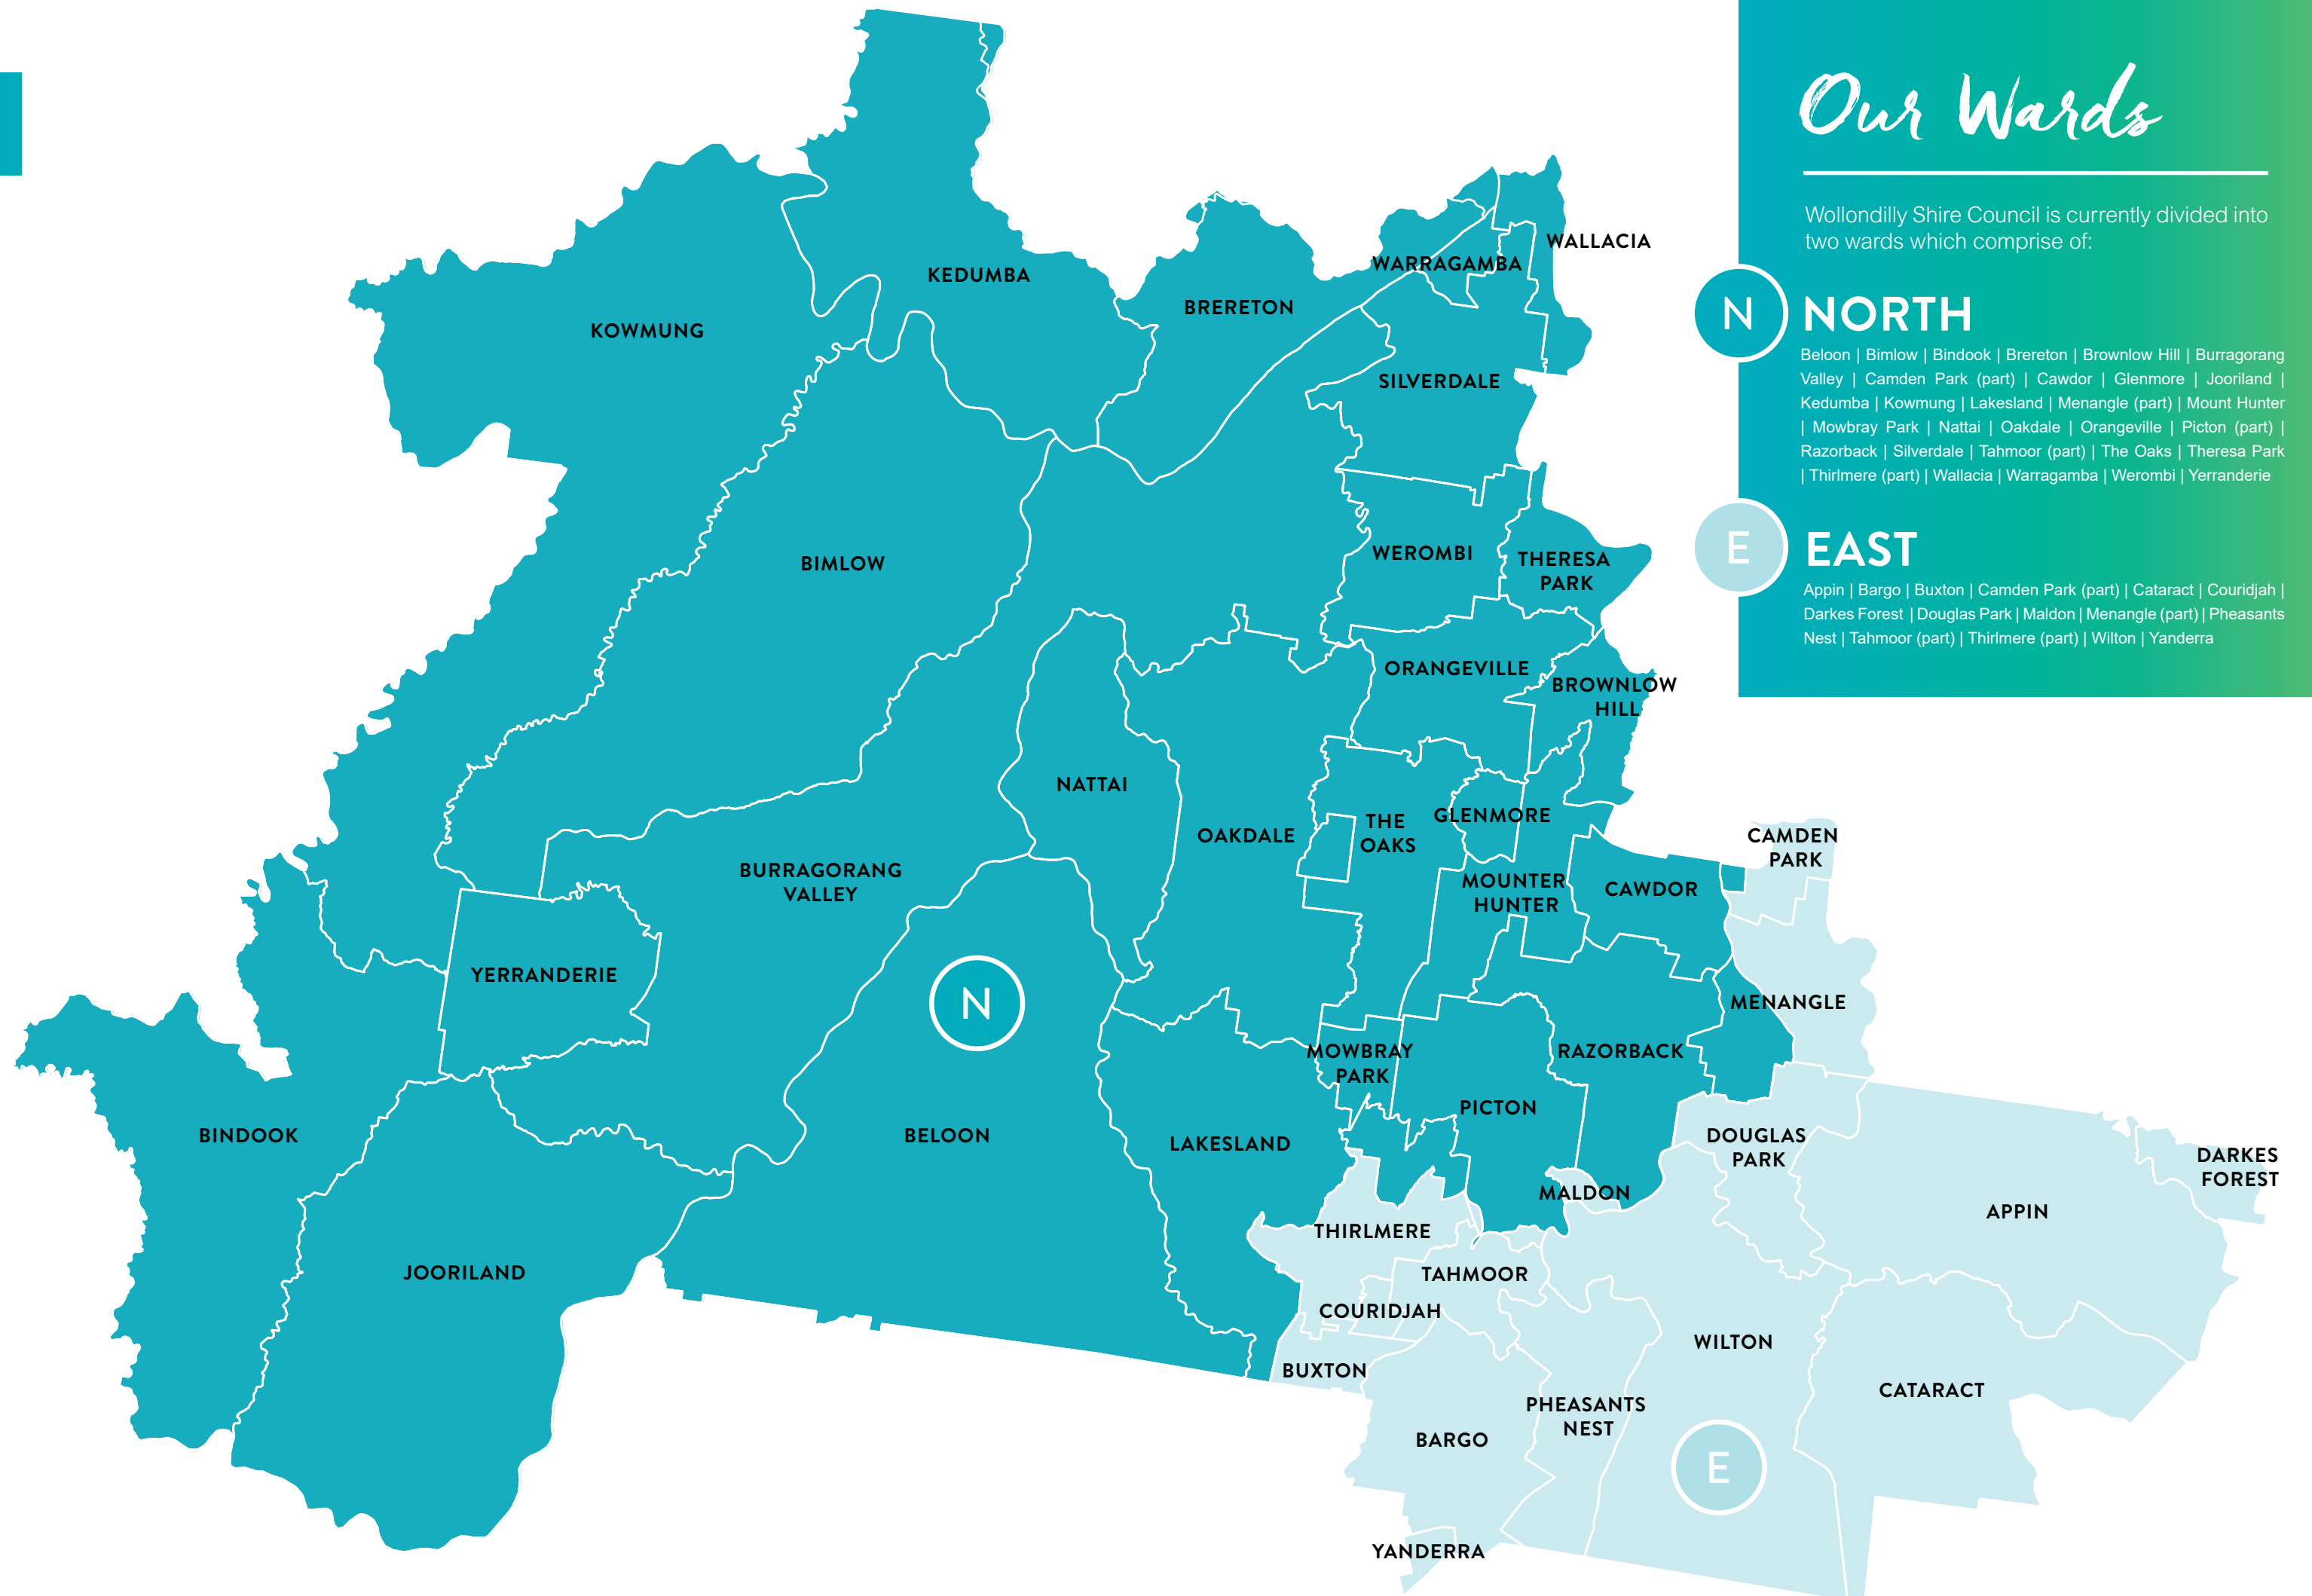 Our Wards
Wollondilly Shire Council is currently divided into
two wards which comprise of:
N
NORTH
Beloon | Bimlow | Bindook | Brereton | Brownlow Hill | Burragorang
Valley | Camden Park (part) | Cawdor | Glenmore | Jooriland |
Kedumba | Kowmung | Lakesland | Menangle (part) | Mount Hunter
| Mowbray Park | Nattai | Oakdale | Orangeville | Picton (part) |
Razorback | Silverdale | Tahmoor (part) | The Oaks | Theresa Park
| Thirlmere (part) | Wallacia | Warragamba | Werombi | Yerranderie
E
EAST
Appin | Bargo | Buxton | Camden Park (part) | Cataract | Couridjah |
Darkes Forest | Douglas Park | Maldon | Menangle (part) | Pheasants
Nest | Tahmoor (part) | Thirlmere (part) | Wilton | Yanderra
WALLACIA
WARRAGAMBA
KEDUMBA
BRERETON
KOWMUNG
SILVERDALE
WEROMBI
THERESA
PARK
BIMLOW
ORANGEVILLE
BROWNLOW
HILL
NATTAI
GLENMORE
THE
OAKS
OAKDALE
CAMDEN
PARK
BURRAGORANG
VALLEY
MOUNTER
HUNTER
CAWDOR
YERRANDERIE
N
MENANGLE
MOWBRAY
PARK
RAZORBACK
PICTON
BINDOOK
BELOON
LAKESLAND
DOUGLAS
PARK
DARKES
FOREST
MALDON
APPIN
THIRLMERE
JOORILAND
TAHMOOR
COURIDJAH
WILTON
BUXTON
CATARACT
PHEASANTS
NEST
BARGO
E
YANDERRA